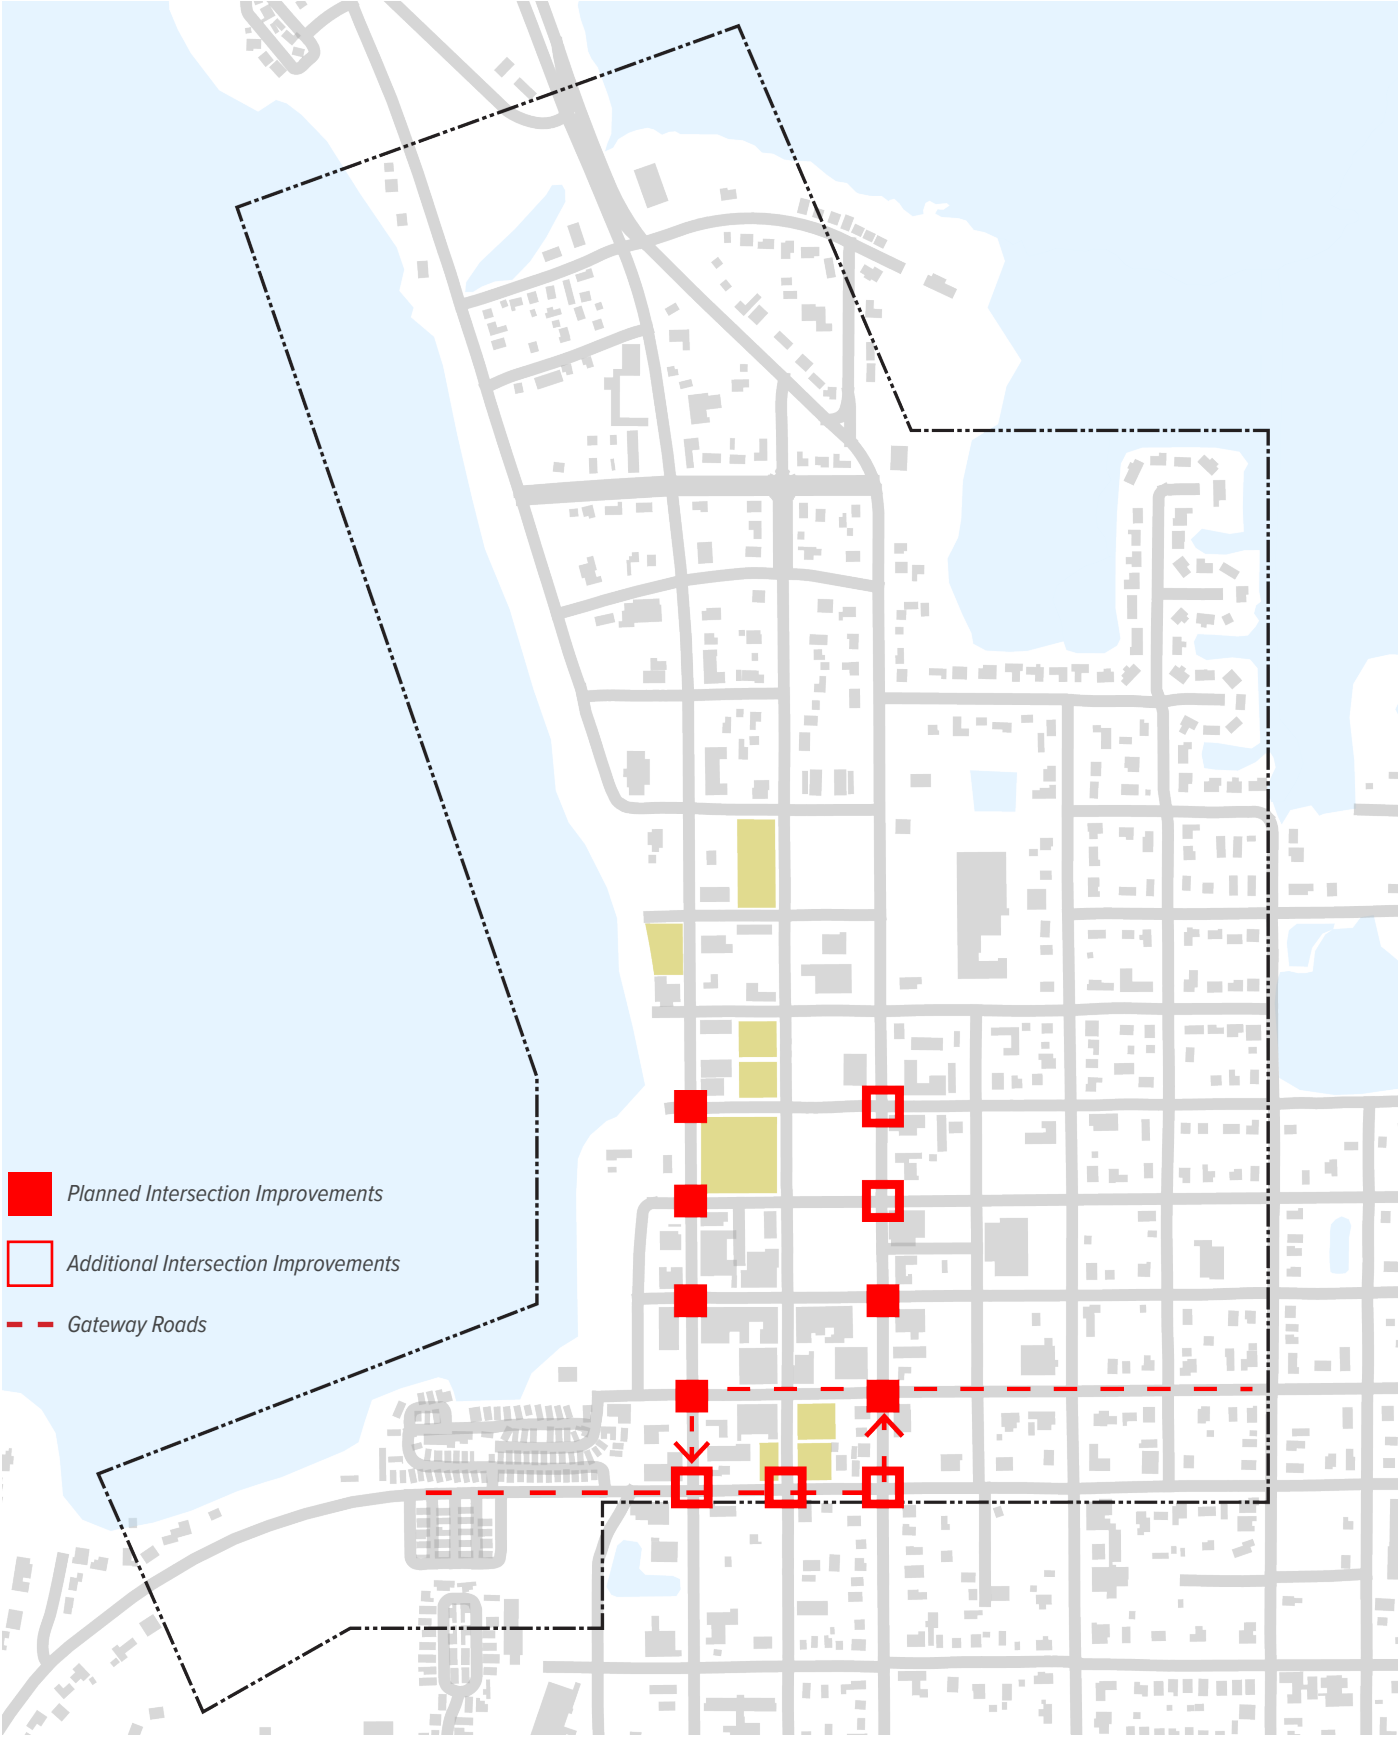 Planned Intersection Improvements
Additional Intersection Improvements
Gateway Roads